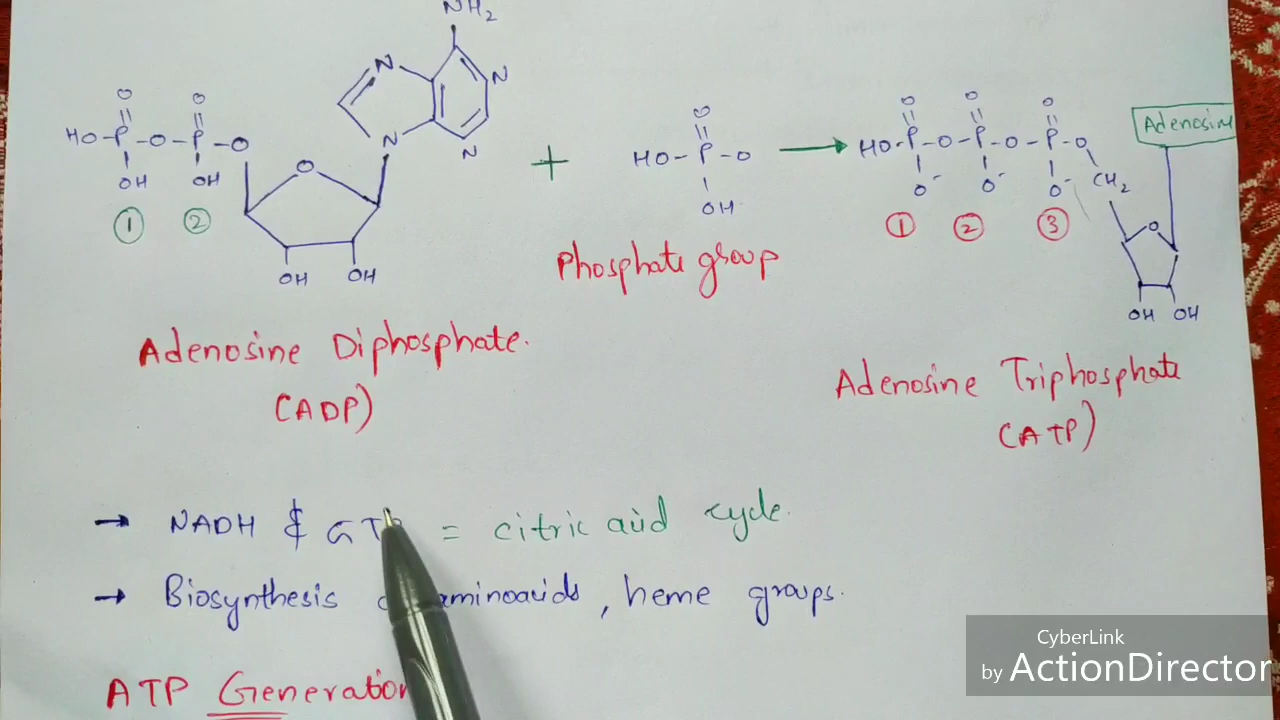 NH2
N
N
N
N
O O
HO-P-O-P-O
OH OH
O
OH OH
① ②
+
O
HO-P-O
OH
O O O
HO-P-O-P-O-P-O
O- O- O-
CH2
O
OH OH
① ② ③
Adenosine
Phosphate group
Adenosine Diphosphate.
(ADP)
Adenosine Triphosphate
(ATP)
→ NADH & = citric acid cycle.
→ Biosynthesis aminoacids, heme groups.
ATP Generation
CyberLink
by ActionDirector